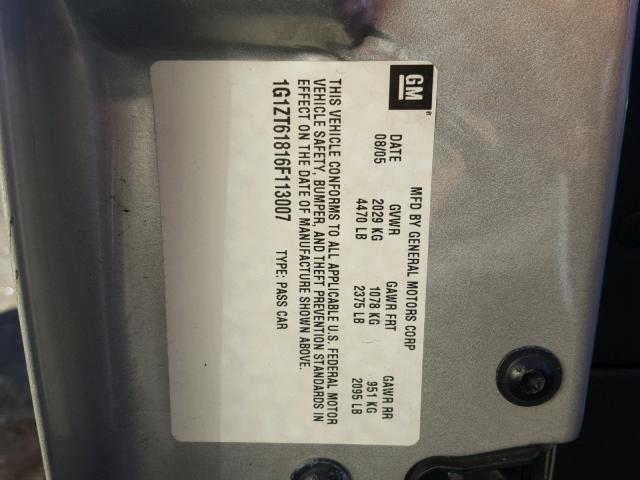 GM
MFD BY GENERAL MOTORS CORP
DATE GVWR GAWR FRT GAWR RR
08/05 2029 KG 1078 KG 951 KG
4470 LB 2375 LB 2095 LB
THIS VEHICLE CONFORMS TO ALL APPLICABLE U.S. FEDERAL MOTOR
VEHICLE SAFETY, BUMPER, AND THEFT PREVENTION STANDARDS IN
EFFECT ON THE DATE OF MANUFACTURE SHOWN ABOVE.
1G1ZT61816F113007 TYPE: PASS CAR